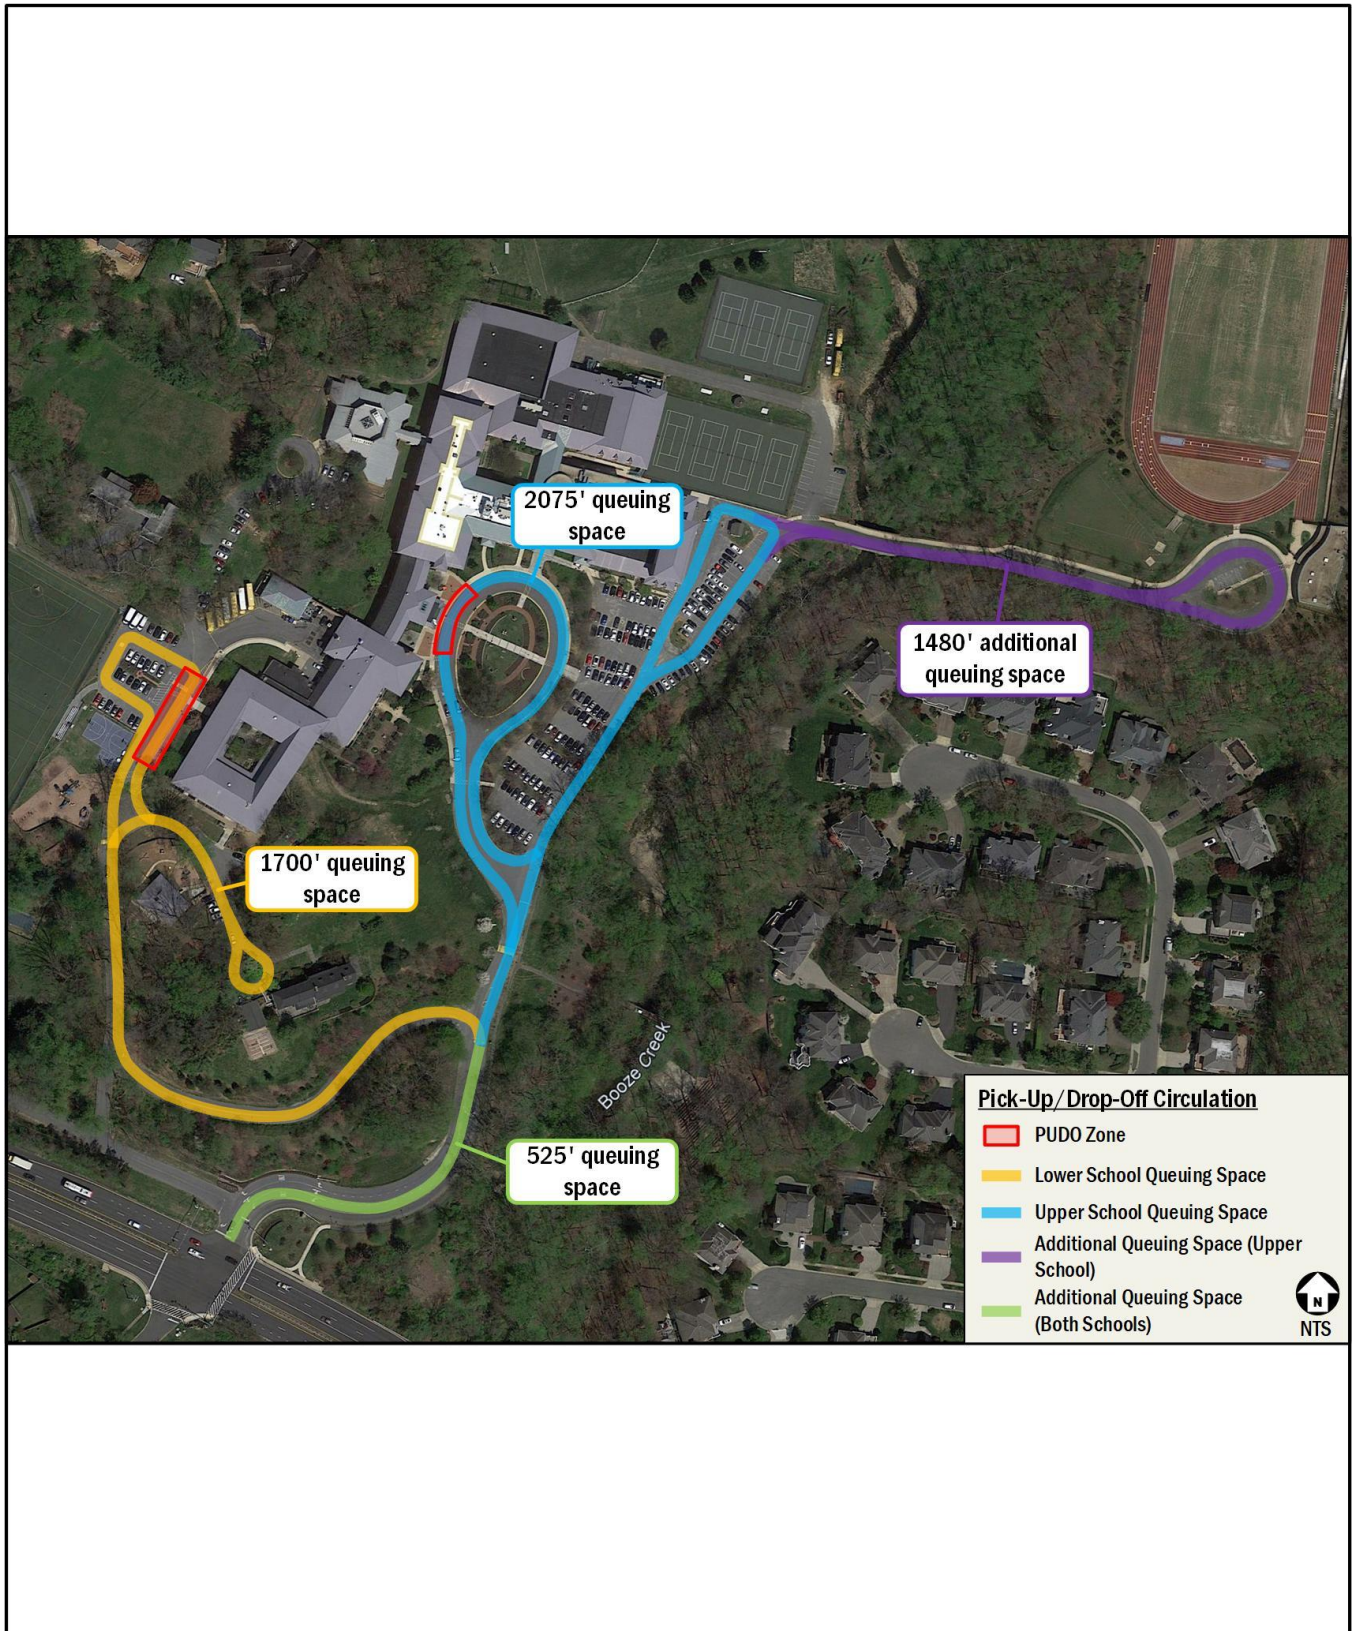 2075' queuing
space
1480' additional
queuing space
1700' queuing
space
Booze Creek
525' queuing
space
Pick-Up/Drop-Off Circulation
PUDO Zone
Lower School Queuing Space
Upper School Queuing Space
Additional Queuing Space (Upper
School)
Additional Queuing Space
(Both Schools)
N
NTS